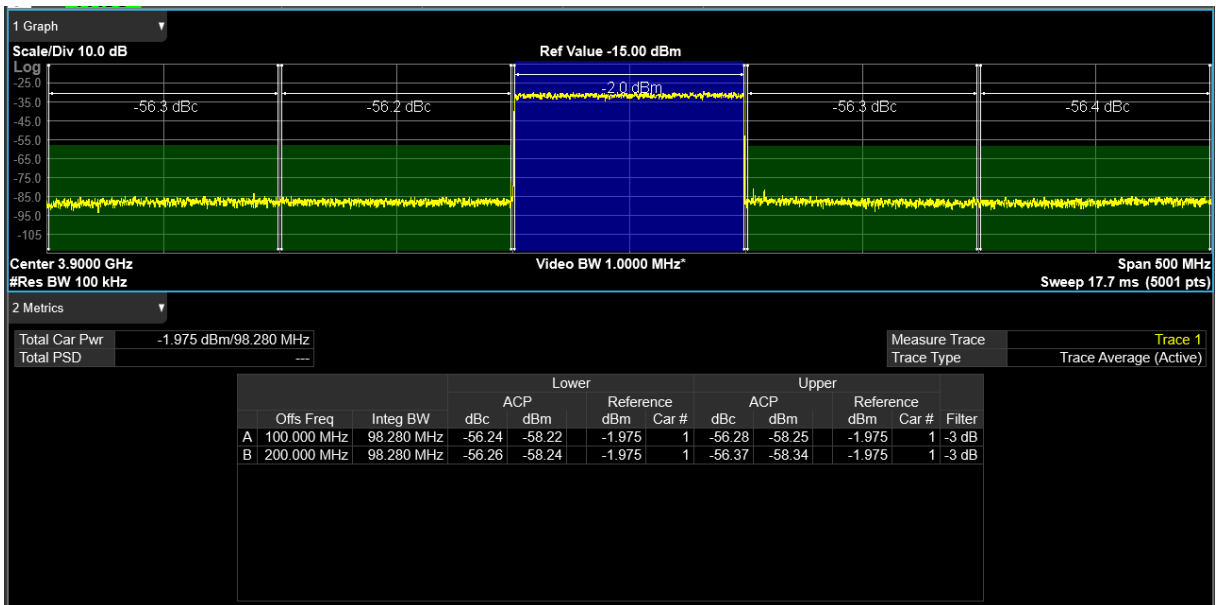 1 Graph
Scale/Div 10.0 dB Ref Value -15.00 dBm
Log
-25.0
-2.0 dBm
-35.0
-56.3 dBc -56.2 dBc -56.3 dBc -56.4 dBc
-45.0
-55.0
-65.0
-75.0
-85.0
-95.0
-105
Center 3.9000 GHz Video BW 1.0000 MHz* Span 500 MHz
#Res BW 100 kHz Sweep 17.7 ms (5001 pts)
2 Metrics
Total Car Pwr -1.975 dBm/98.280 MHz Measure Trace Trace 1
Total PSD --- Trace Type Trace Average (Active)
Lower Upper
ACP Reference ACP Reference
Offs Freq Integ BW dBc dBm dBm Car # dBc dBm dBm Car # Filter
A 100.000 MHz 98.280 MHz -56.24 -58.22 -1.975 1 -56.28 -58.25 -1.975 1 -3 dB
B 200.000 MHz 98.280 MHz -56.26 -58.24 -1.975 1 -56.37 -58.34 -1.975 1 -3 dB